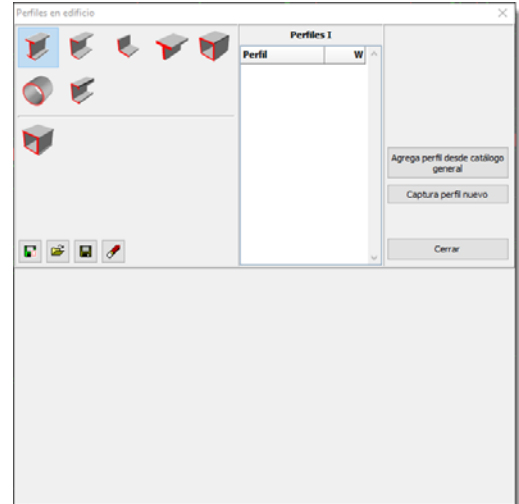 Perfiles en edificio
Perfiles I
Perfil W
Agrega perfil desde catálogo
general
Captura perfil nuevo
Cerrar